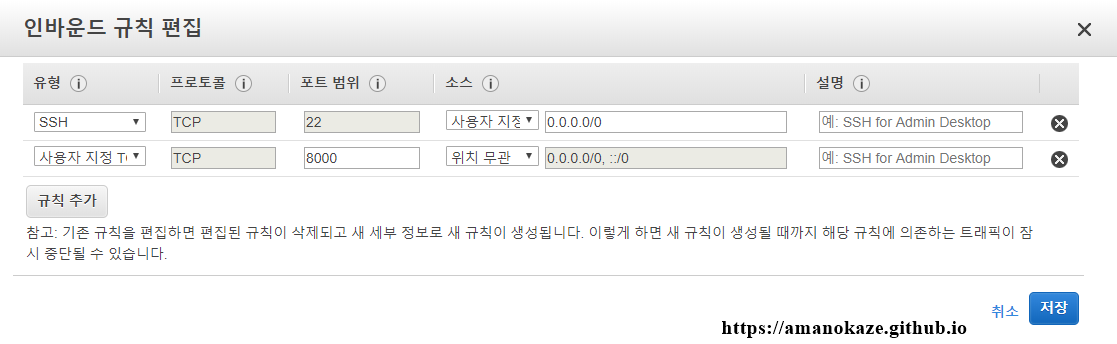 인바운드 규칙 편집
유형 프로토콜 포트 범위 소스 설명
SSH TCP 22 사용자 지정 0.0.0.0/0 예: SSH for Admin Desktop
사용자 지정 TC TCP 8000 위치 무관 0.0.0.0/0, ::/0 예: SSH for Admin Desktop
규칙 추가
참고: 기존 규칙을 편집하면 편집된 규칙이 삭제되고 새 세부 정보로 새 규칙이 생성됩니다. 이렇게 하면 새 규칙이 생성될 때까지 해당 규칙에 의존하는 트래픽이 잠
시 중단될 수 있습니다.
취소 저장
https://amanokaze.github.io